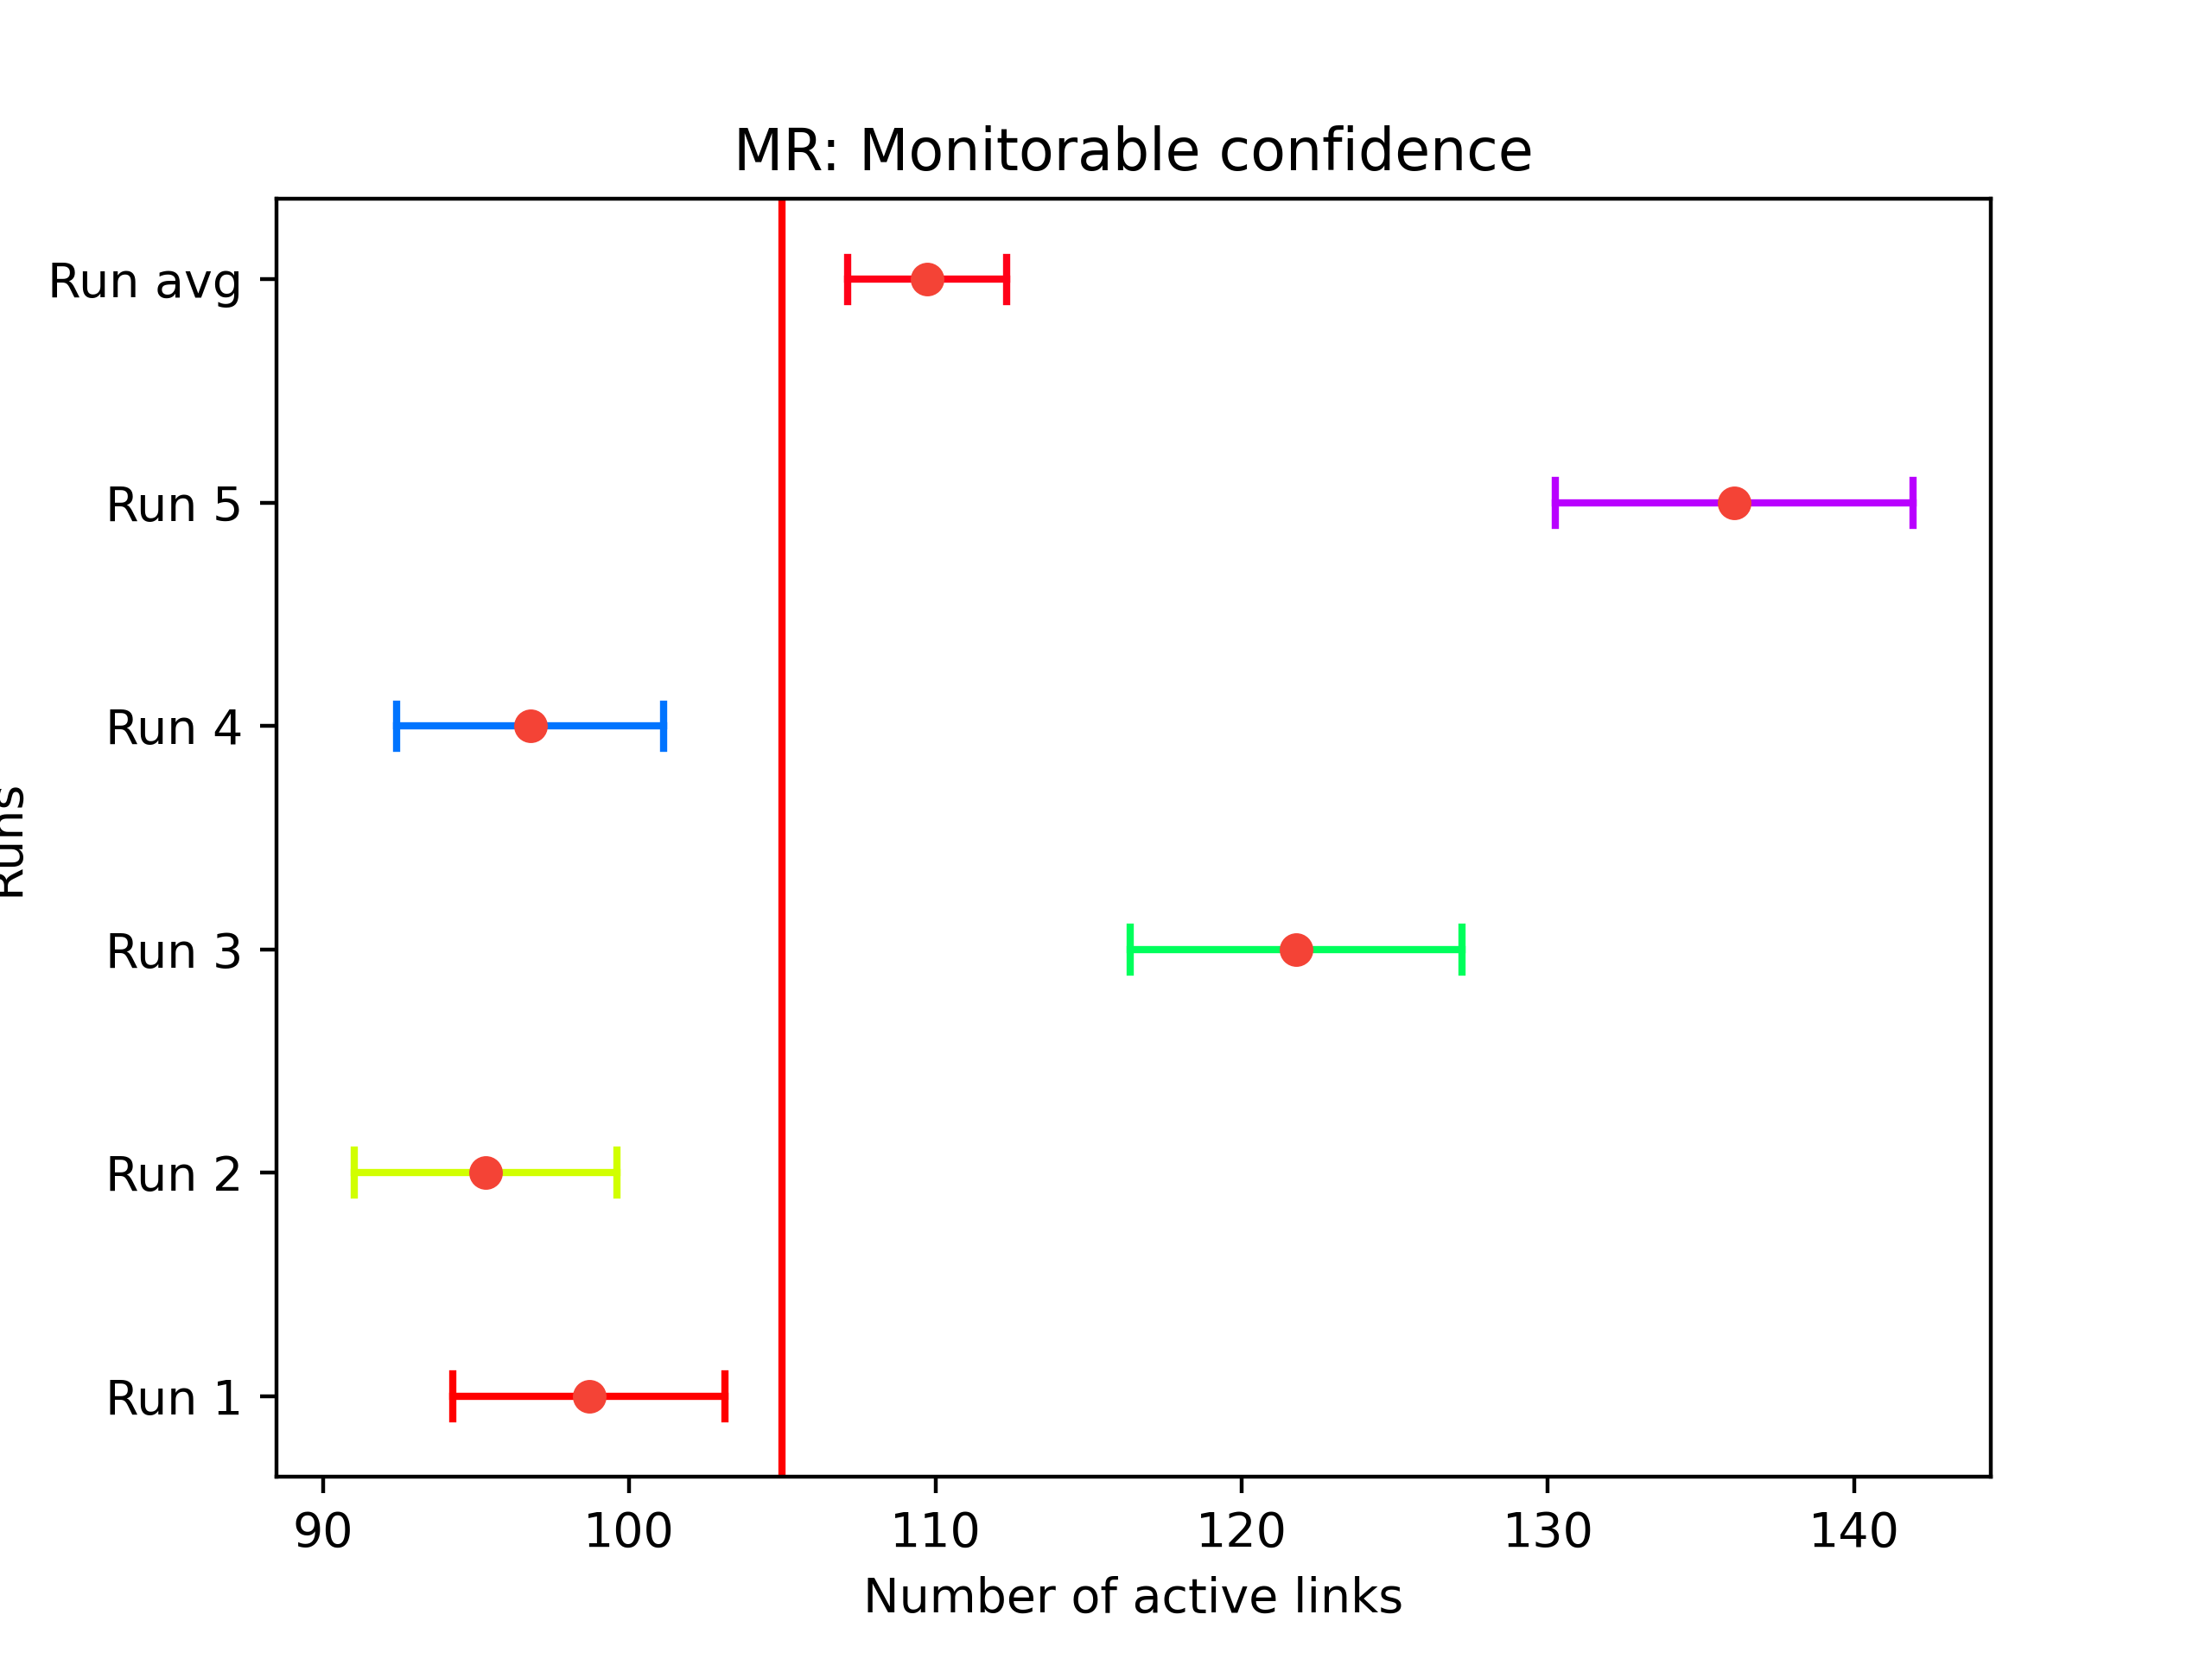 MR: Monitorable confidence
Run avg
Run 5
Run 4
Runs
Run 3
Run 2
Run 1
90 100 110 120 130 140
Number of active links